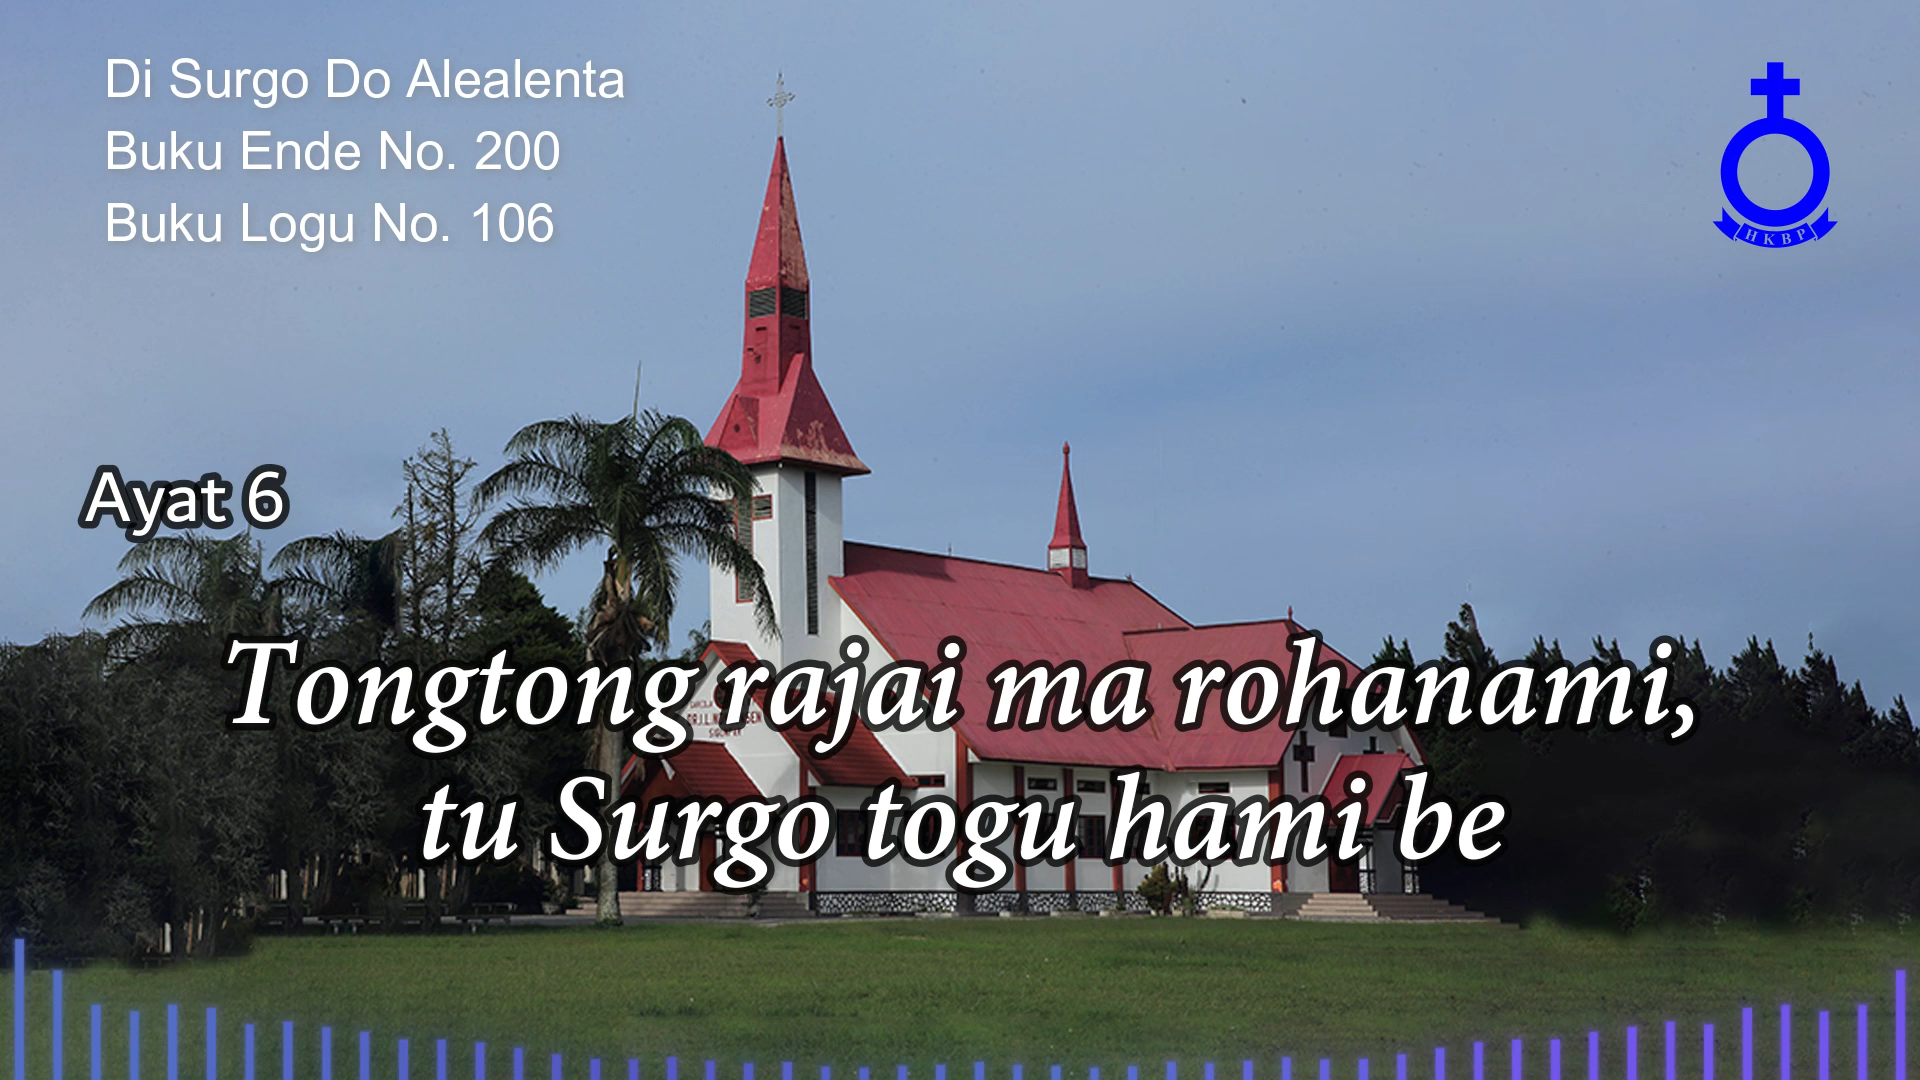 Di Surgo Do Alealenta
Buku Ende No. 200
Buku Logu No. 106
HKBP
Ayat 6
Tongtong rajai ma rohanami,
tu Surgo togu hami be